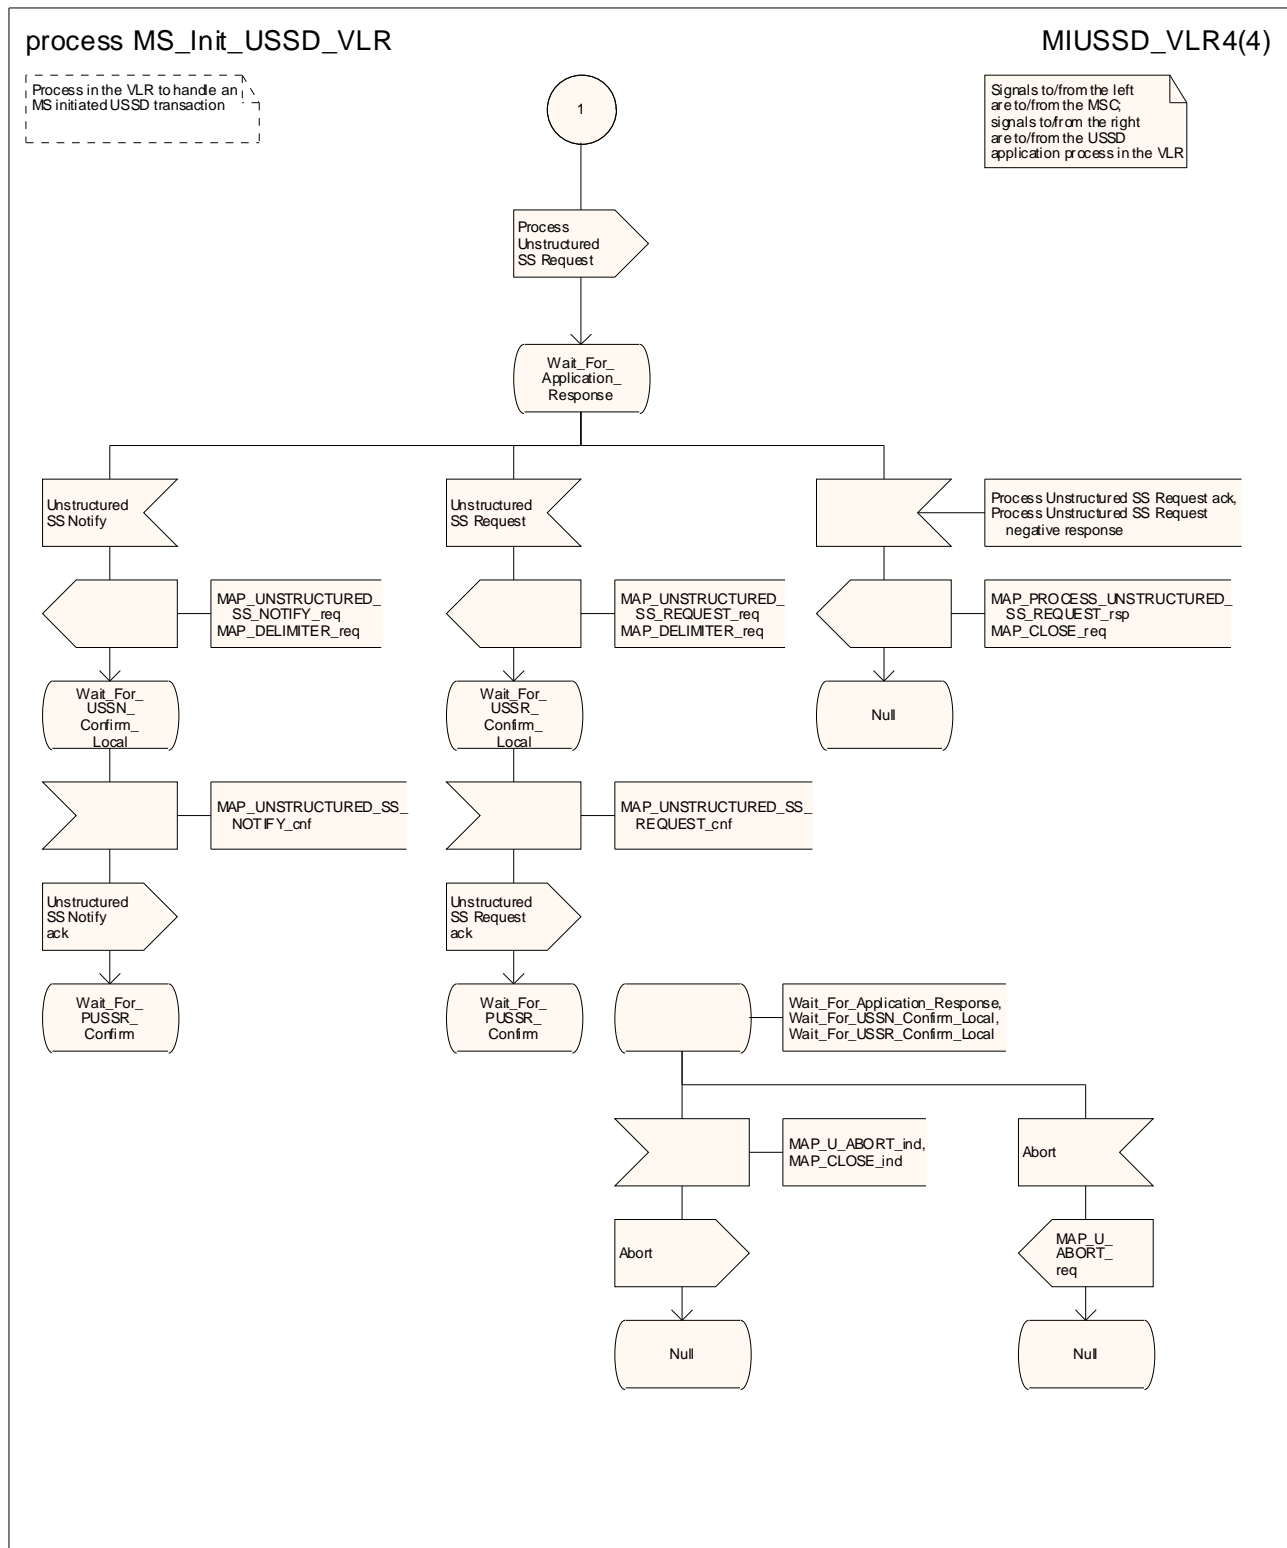 process MS_Init_USSD_VLR
MIUSSD_VLR4(4)
Process in the VLR to handle an
MS initiated USSD transaction
1
Signals to/from the left
are to/from the MSC;
signals to/from the right
are to/from the USSD
application process in the VLR
Process
Unstructured
SS Request
Wait_For_
Application_
Response
Unstructured
SS Notify
Unstructured
SS Request
Process Unstructured SS Request ack,
Process Unstructured SS Request
negative response
MAP_UNSTRUCTURED_
SS_NOTIFY_req
MAP_DELIMITER_req
MAP_UNSTRUCTURED_
SS_REQUEST_req
MAP_DELIMITER_req
MAP_PROCESS_UNSTRUCTURED_
SS_REQUEST_rsp
MAP_CLOSE_req
Wait_For_
USSN_
Confirm_
Local
Wait_For_
USSR_
Confirm_
Local
Null
MAP_UNSTRUCTURED_SS_
NOTIFY_cnf
MAP_UNSTRUCTURED_SS_
REQUEST_cnf
Unstructured
SS Notify
ack
Unstructured
SS Request
ack
Wait_For_
PUSSR_
Confirm
Wait_For_
PUSSR_
Confirm
Wait_For_Application_Response,
Wait_For_USSN_Confirm_Local,
Wait_For_USSR_Confirm_Local
MAP_U_ABORT_ind,
MAP_CLOSE_ind
Abort
Abort
MAP_U_
ABORT_
req
Null
Null